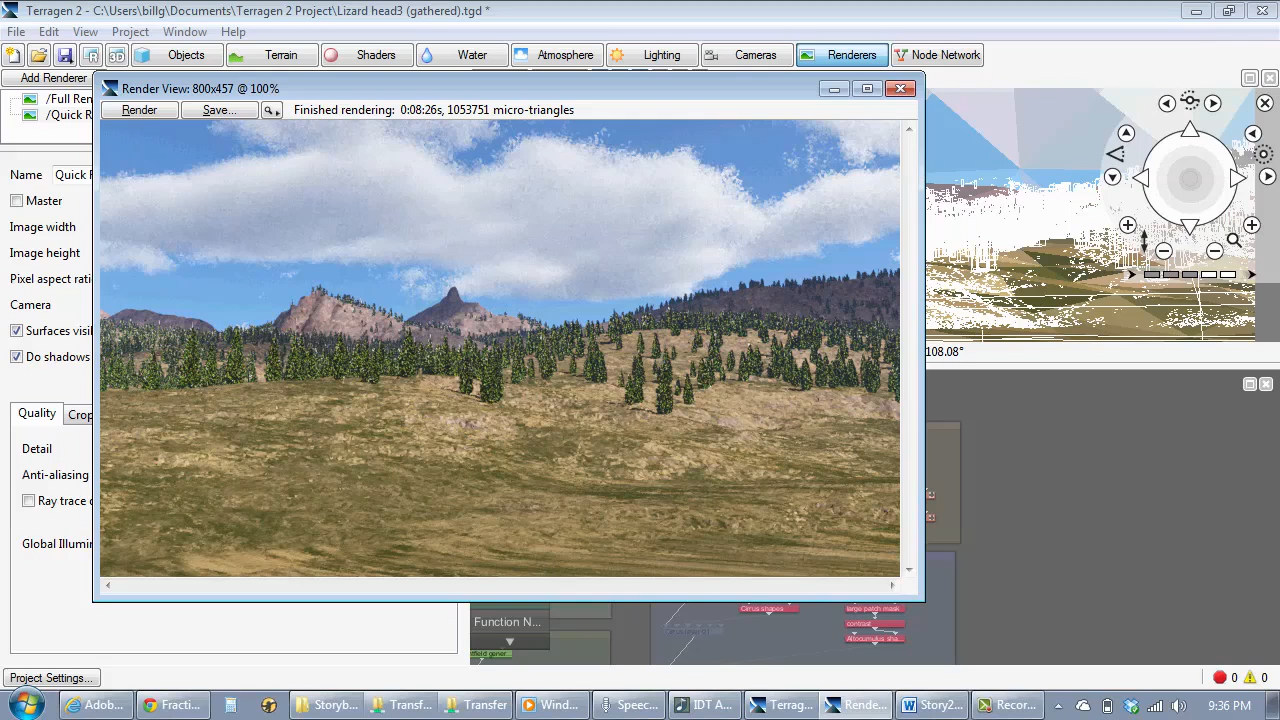 Terragen 2 - C:\Users\billg\Documents\Terragen 2 Project\Lizard head3 (gathered).tgd *
File Edit View Project Window Help
Objects Terrain Shaders Water Atmosphere Lighting Cameras Renderers Node Network
Add Renderer
Render View: 800x457 @ 100%
/Full Ren
Render Save... Finished rendering: 0:08:26s, 1053751 micro-triangles
/Quick R
Name Quick F
Master
Image width
Image height
Pixel aspect rati
Camera
Surfaces visil
Do shadows
108.08°
Quality Crop
Detail
Anti-aliasing
Ray trace c
Global Illumin
Cirrus shapes large patch mask
Function N...
contrast
Altocumulus sha...
Project Settings... 0 0
Adob... Fracti... Storyb... Transf... Transfer Windo... Speec... IDT A... Terrag... Rende... Story2... Recor... 9:36 PM